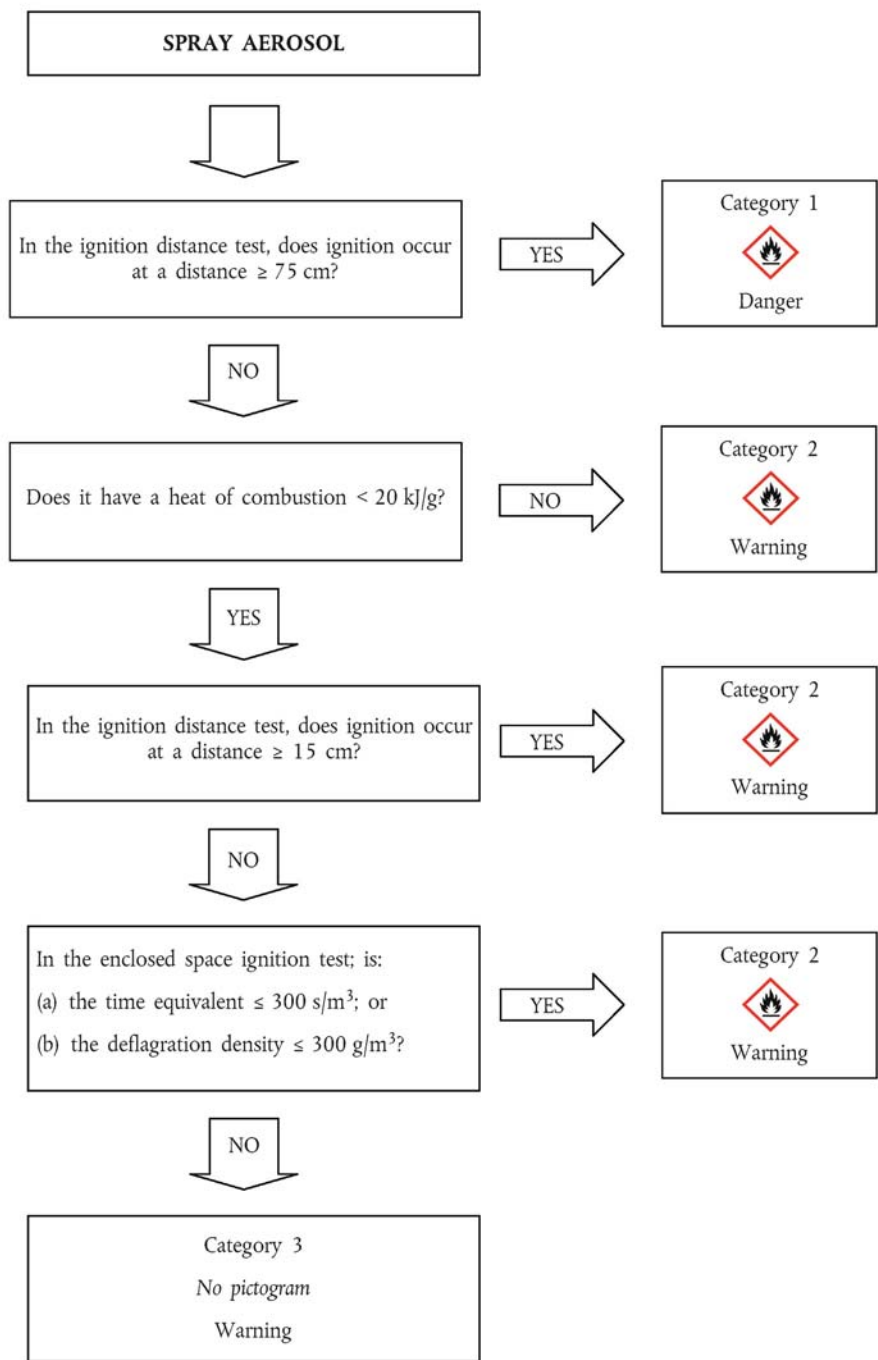 SPRAY AEROSOL
In the ignition distance test, does ignition occur
at a distance ≥ 75 cm?
YES
Category 1
Danger
NO
Does it have a heat of combustion < 20 kJ/g?
NO
Category 2
Warning
YES
In the ignition distance test, does ignition occur
at a distance ≥ 15 cm?
YES
Category 2
Warning
NO
In the enclosed space ignition test; is:
(a) the time equivalent ≤ 300 s/m³; or
(b) the deflagration density ≤ 300 g/m³?
YES
Category 2
Warning
NO
Category 3
No pictogram
Warning